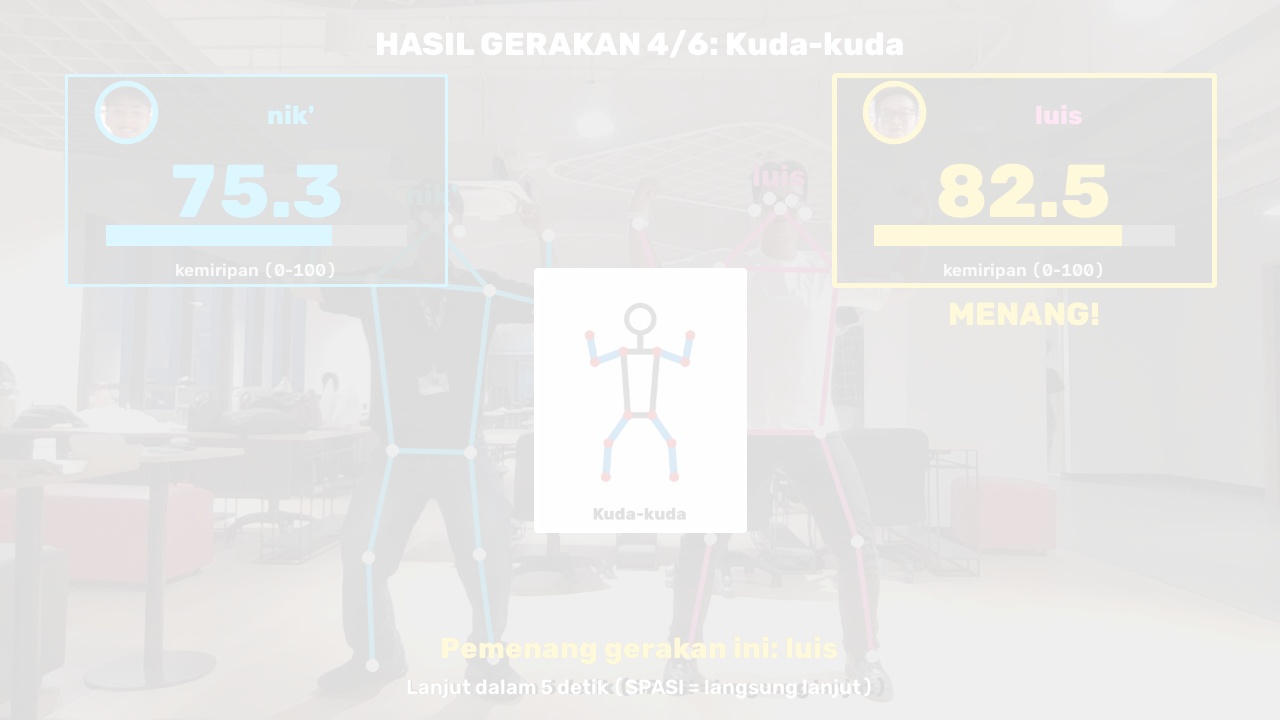 HASIL GERAKAN 4/6: Kuda-kuda
nik'
75.3
kemiripan (0-100)
luis
82.5
kemiripan (0-100)
MENANG!
nik'
luis
Kuda-kuda
Pemenang gerakan ini: luis
Lanjut dalam 5 detik (SPASI = langsung lanjut)